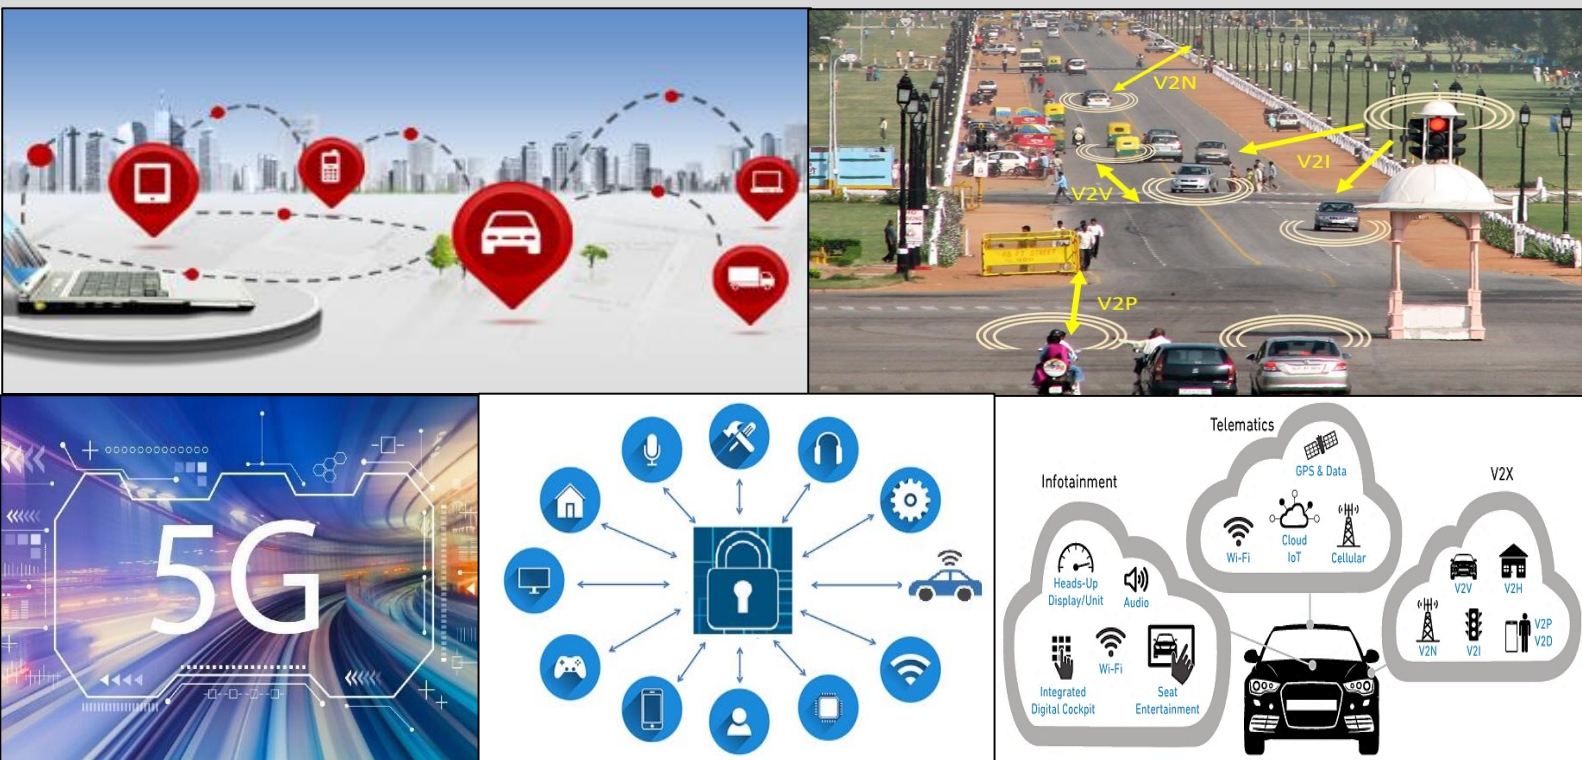 V2N
V2I
V2V
V2P
5G
Telematics
GPS & Data
Wi-Fi
Cloud
IoT
Cellular
Infotainment
Heads-Up
Display/Unit
Audio
Integrated
Digital Cockpit
Wi-Fi
Seat
Entertainment
V2X
V2V
V2H
V2N
V2I
V2P
V2D